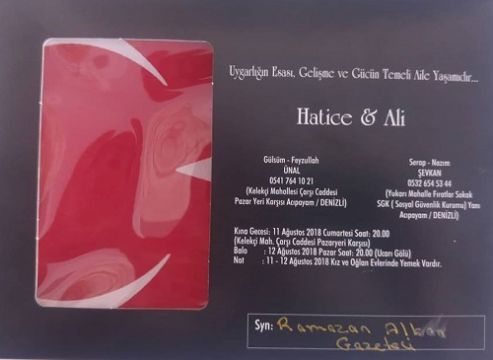 Uygarlığın Esası, Gelişme ve Gücün Temeli Aile Yaşamıdır...
Hatice & Ali
Gülsüm - Feyzullah
ÜNAL
0541 764 10 21
(Kelekçi Mahallesi Çarşı Caddesi
Pazar Yeri Karşısı Acıpayam / DENİZLİ)
Serap - Nazım
ŞEVKAN
0532 654 53 44
(Yukarı Mahalle Fıratlar Sokak
SGK ( Sosyal Güvenlik Kurumu) Yanı
Acıpayam / DENİZLİ)
Kına Gecesi: 11 Ağustos 2018 Cumartesi Saat: 20.00
(Kelekçi Mah. Çarşı Caddesi Pazaryeri Karşısı)
Balo : 12 Ağustos 2018 Pazar Saat: 20.00 (Ucarı Gölü)
Not : 11 - 12 Ağustos 2018 Kız ve Oğlan Evlerinde Yemek Vardır.
Syn: Ramazan Alkan
Gazeteci